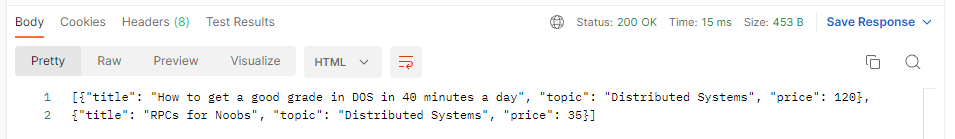 Body Cookies Headers (8) Test Results Status: 200 OK Time: 15 ms Size: 453 B Save Response
Pretty Raw Preview Visualize HTML
1 [{"title": "How to get a good grade in DOS in 40 minutes a day", "topic": "Distributed Systems", "price": 120},
2 {"title": "RPCs for Noobs", "topic": "Distributed Systems", "price": 35}]